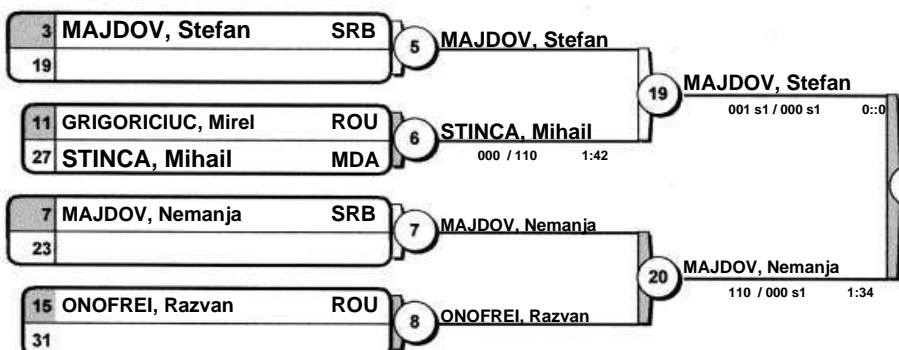 3 MAJDOV, Stefan SRB
19
5
MAJDOV, Stefan
11 GRIGORICIUC, Mirel ROU
27 STINCA, Mihail MDA
6
STINCA, Mihail
000 / 110 1:42
19
MAJDOV, Stefan
001 s1 / 000 s1 0::0
7 MAJDOV, Nemanja SRB
23
7
MAJDOV, Nemanja
15 ONOFREI, Razvan ROU
31
8
ONOFREI, Razvan
20
MAJDOV, Nemanja
110 / 000 s1 1:34